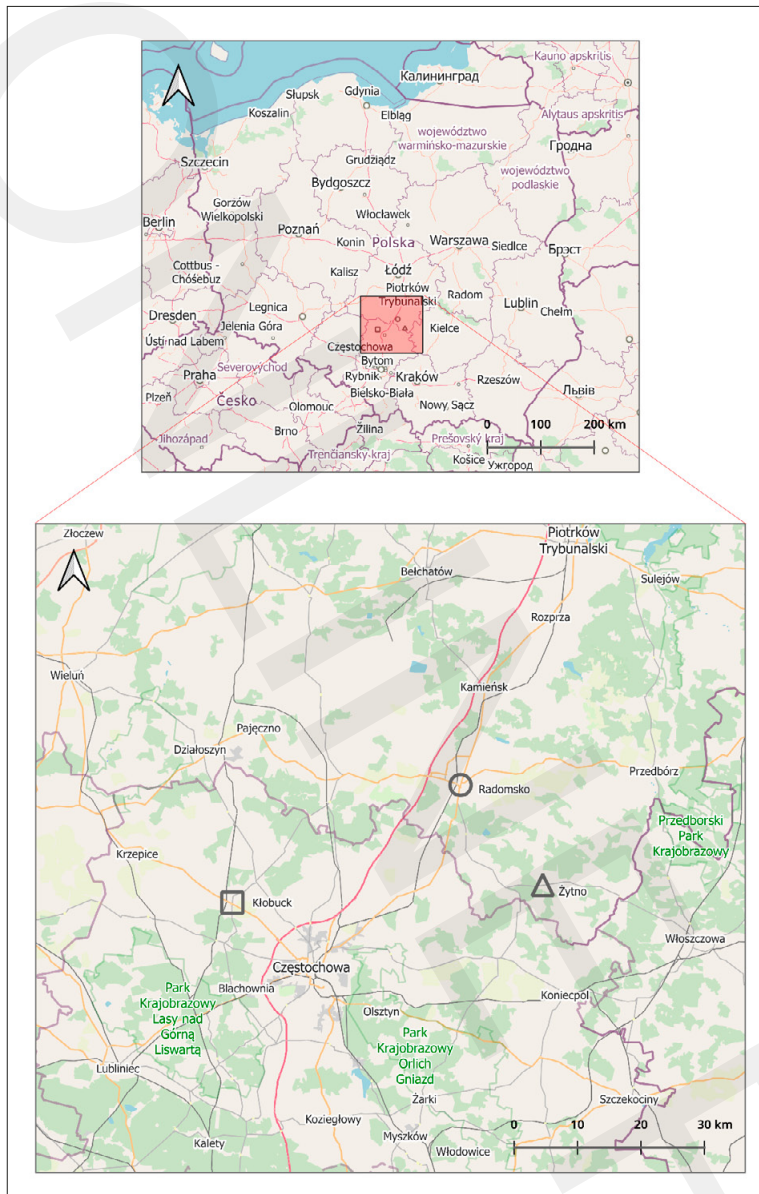 Kauno apskritis
Калининград
Słupsk
Gdynia
Koszalin
Elbląg
Alytaus apskritis
województwo
warmińsko-mazurskie
Гродна
Szczecin
Grudziądz
województwo
podlaskie
Bydgoszcz
Gorzów
Wielkopolski
Włocławek
Berlin
Poznań
Konin
Polska
Warszawa
Siedlce
Брэст
Cottbus -
Chóśebuz
Kalisz
Łódź
Piotrków
Trybunalski
Radom
Lublin
Chełm
Legnica
Dresden
Jelenia Góra
Kielce
Ústí nad Labem
Częstochowa
Bytom
Severovýchod
Praha
Rybnik
Kraków
Rzeszów
Львів
Plzeň
Česko
Bielsko-Biała
Olomouc
Nowy Sącz
0 100 200 km
Brno
Žilina
Jihozápad
Prešovský kraj
Trenčiansky kraj
Košice
Ужгород
Złoczew
Piotrków
Trybunalski
Bełchatów
Sulejów
Rozprza
Wieluń
Kamieńsk
Pajęczno
Działoszyn
Przedbórz
Radomsko
Przedborski
Park
Krajobrazowy
Krzepice
Kłobuck
Żytno
Włoszczowa
Częstochowa
Blachownia
Koniecpol
Park
Krajobrazowy
Lasy nad
Górną
Liswartą
Olsztyn
Park
Krajobrazowy
Orlich
Gniazd
Lubliniec
Żarki
Szczekociny
Koziegłowy
0 10 20 30 km
Kalety
Myszków
Włodowice